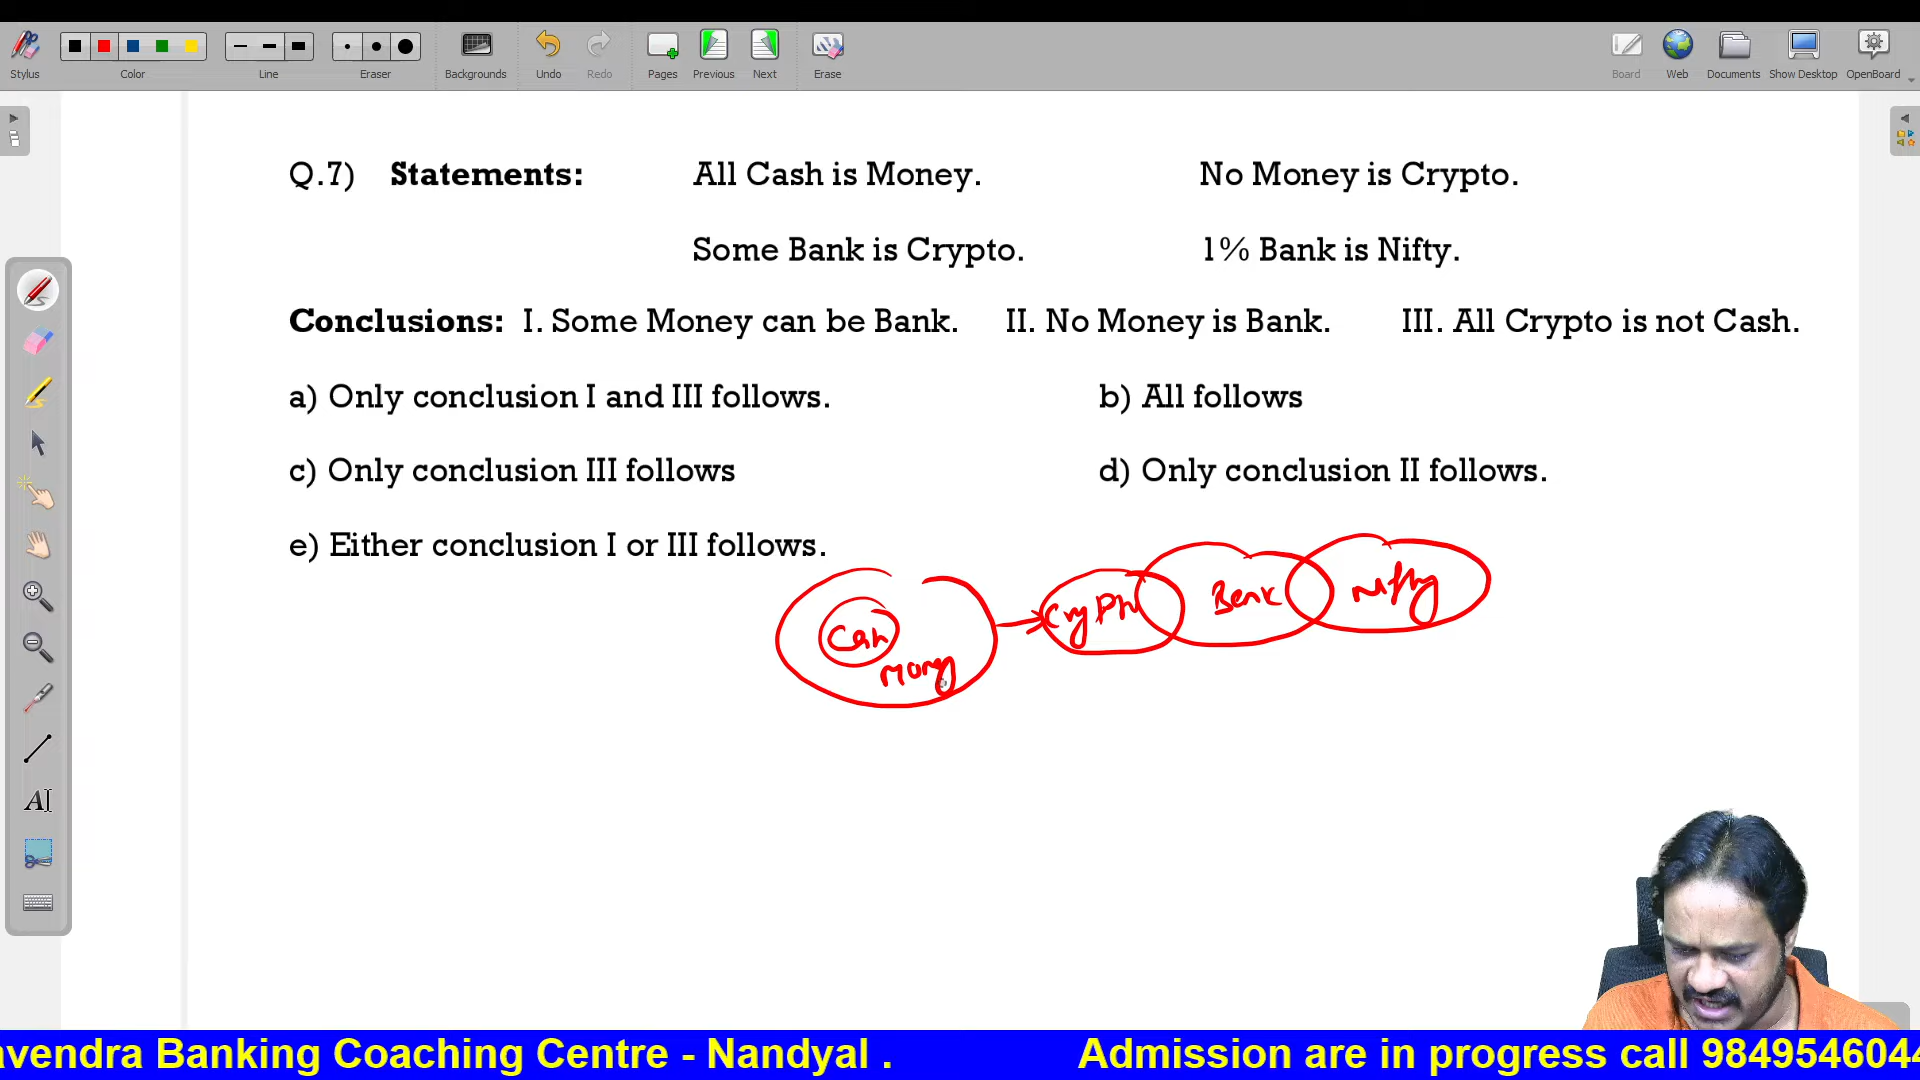 Stylus Color Line Eraser Backgrounds Undo Redo Pages Previous Next Erase Board Web Documents Show Desktop OpenBoard
Q.7) Statements: All Cash is Money. No Money is Crypto.
Some Bank is Crypto. 1% Bank is Nifty.
Conclusions: I. Some Money can be Bank. II. No Money is Bank. III. All Crypto is not Cash.
a) Only conclusion I and III follows. b) All follows
c) Only conclusion III follows d) Only conclusion II follows.
e) Either conclusion I or III follows.
Cash Money Crypto Bank Nifty
avendra Banking Coaching Centre - Nandyal . Admission are in progress call 9849546044